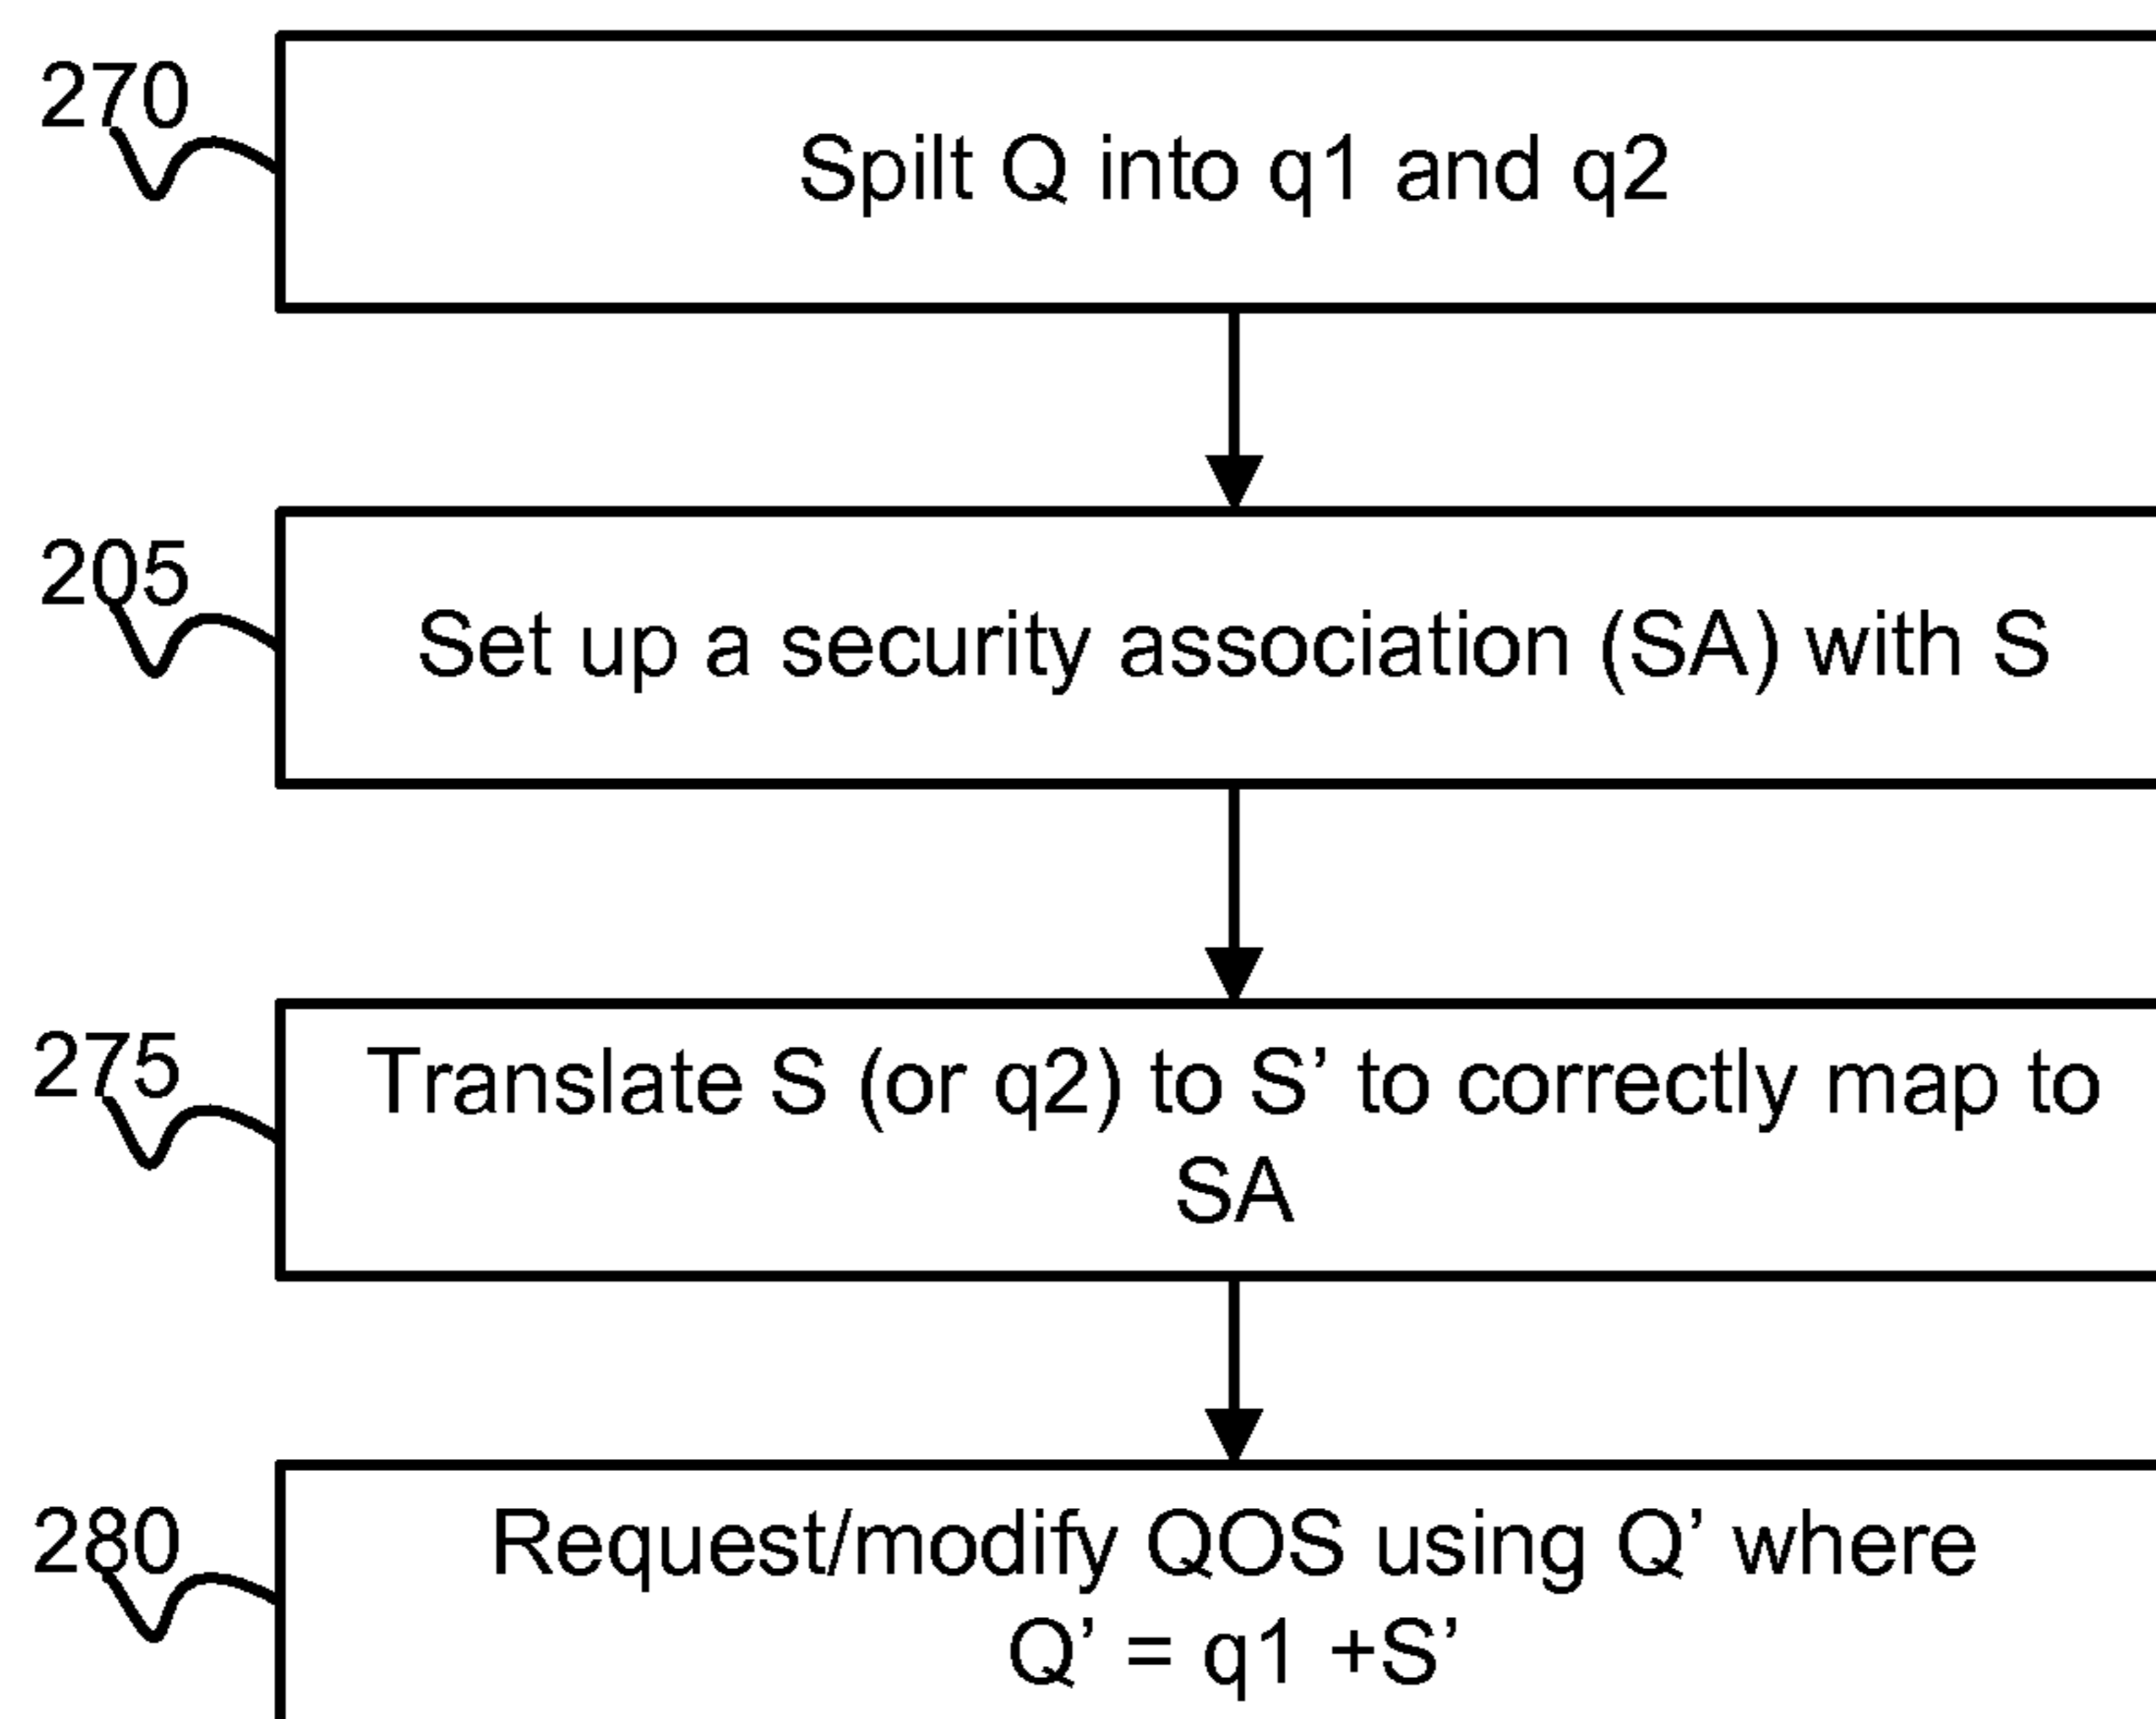 270
Spilt Q into q1 and q2
205
Set up a security association (SA) with S
275
Translate S (or q2) to S’ to correctly map to
SA
280
Request/modify QOS using Q’ where
Q’ = q1 +S’